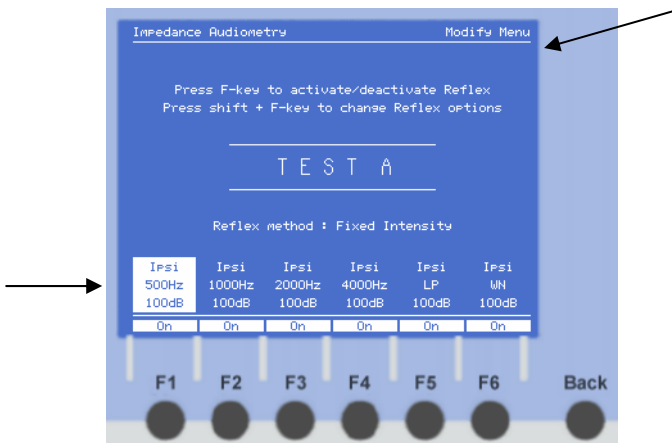 Impedance Audiometry Modify Menu
Press F-key to activate/deactivate Reflex
Press shift + F-key to change Reflex options
TEST A
Reflex method : Fixed Intensity
Ipsi Ipsi Ipsi Ipsi Ipsi Ipsi
500Hz 1000Hz 2000Hz 4000Hz LP WN
100dB 100dB 100dB 100dB 100dB 100dB
On On On On On On
F1 F2 F3 F4 F5 F6 Back